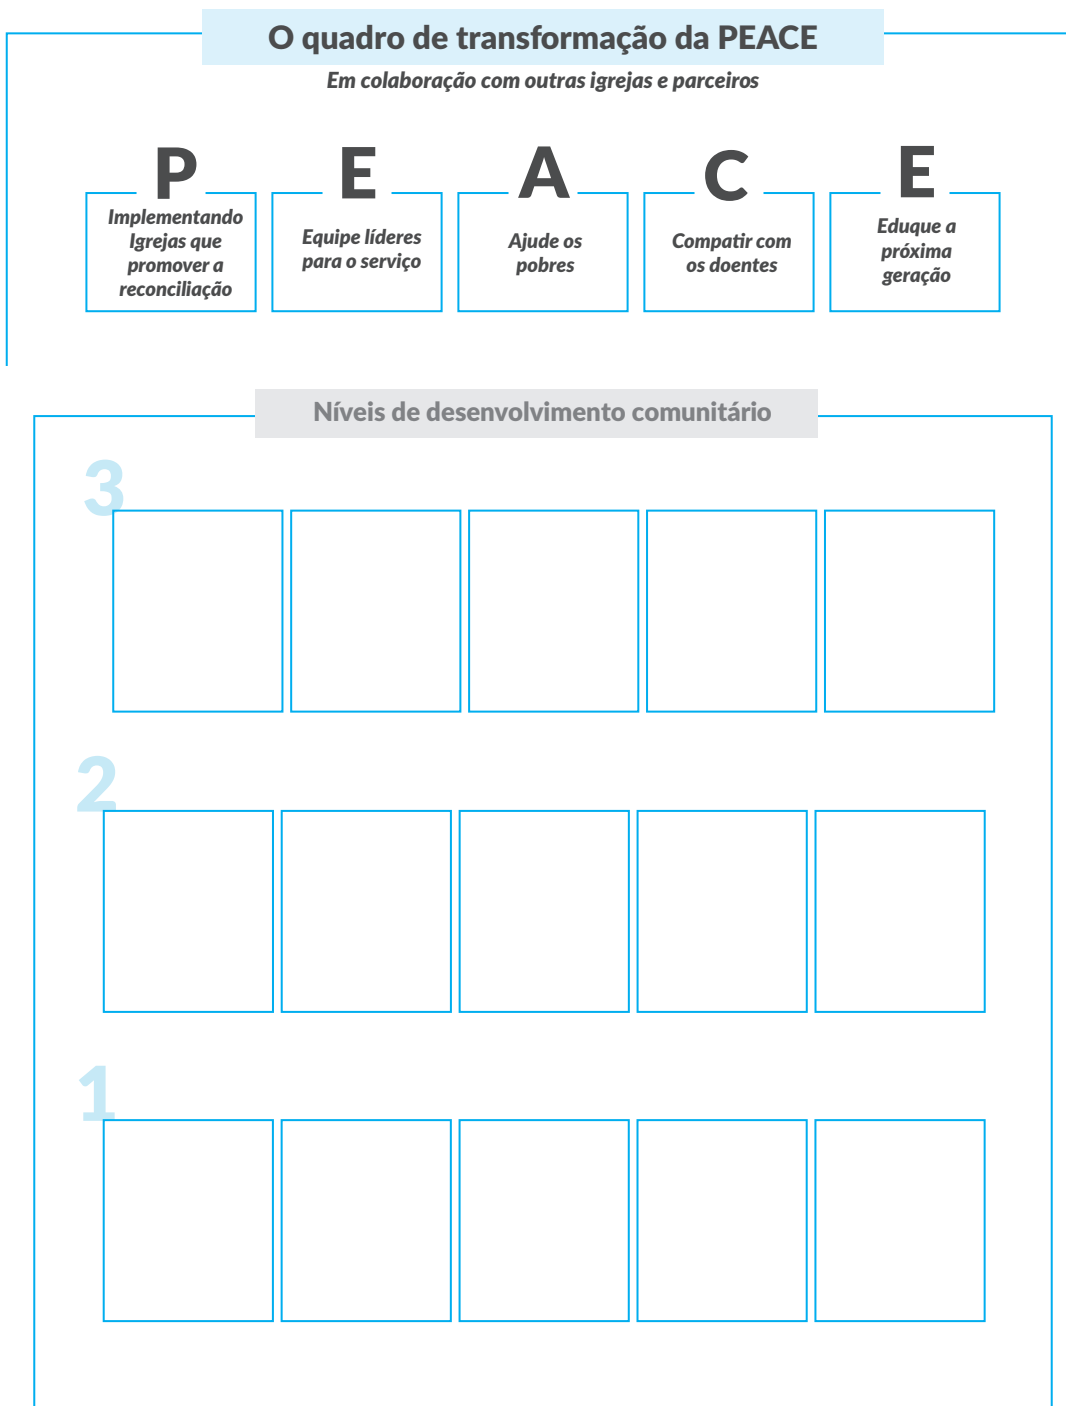 O quadro de transformação da PEACE
Em colaboração com outras igrejas e parceiros
P
Implementando
Igrejas que
promover a
reconciliação
E
Equipe líderes
para o serviço
A
Ajude os
pobres
C
Compatir com
os doentes
E
Eduque a
próxima
geração
Níveis de desenvolvimento comunitário
3
2
1